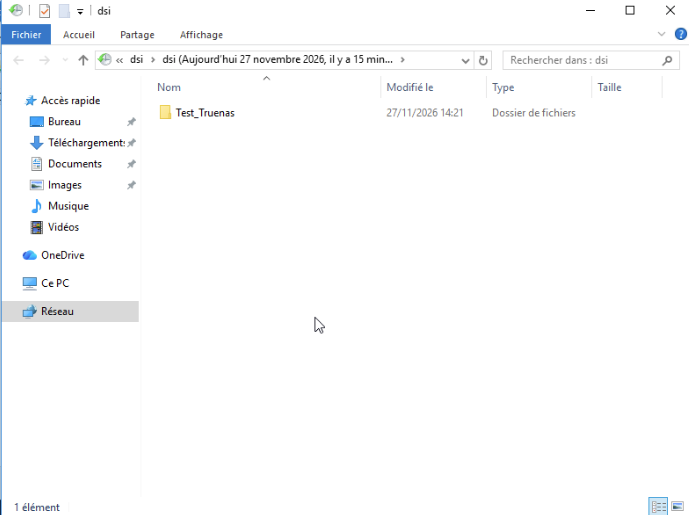 dsi
Fichier Accueil Partage Affichage
« dsi › dsi (Aujourd'hui 27 novembre 2026, il y a 15 min... › Rechercher dans : dsi
Nom Modifié le Type Taille
Test_Truenas 27/11/2026 14:21 Dossier de fichiers
Accès rapide
Bureau
Téléchargements
Documents
Images
Musique
Vidéos
OneDrive
Ce PC
Réseau
1 élément